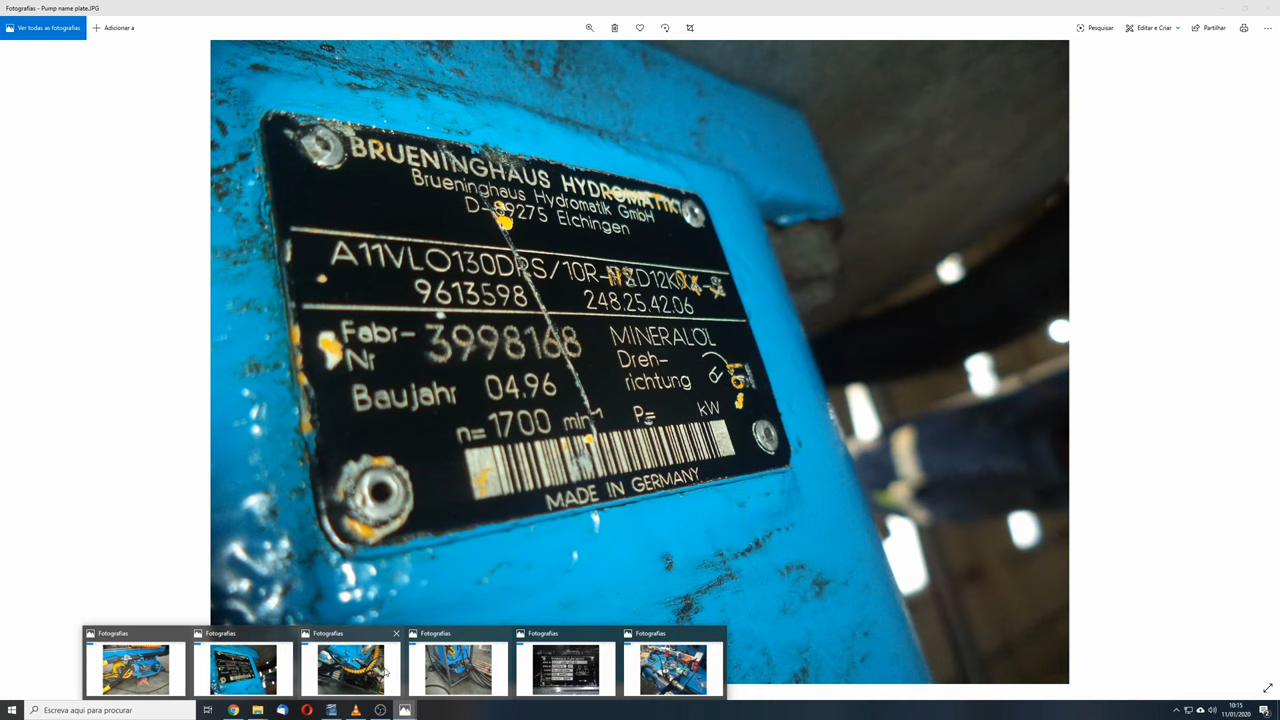 Fotografias - Pump name plate.JPG
Ver todas as fotografias
Adicionar a
Pesquisar
Editar e Criar
Partilhar
BRUENINGHAUS HYDROMATIK
Brueninghaus Hydromatik GmbH
D-89275 Elchingen
A11VLO130DRS/10R-NZD12K
9613598 248.25.42.06
Fabr-Nr 3998168
MINERALÖL
Dreh-
richtung
Baujahr 04.96
n= 1700 min-1 P= kW
MADE IN GERMANY
Fotografias
Fotografias
Fotografias
Fotografias
Fotografias
Fotografias
Escreva aqui para procurar
10:15
11/01/2020